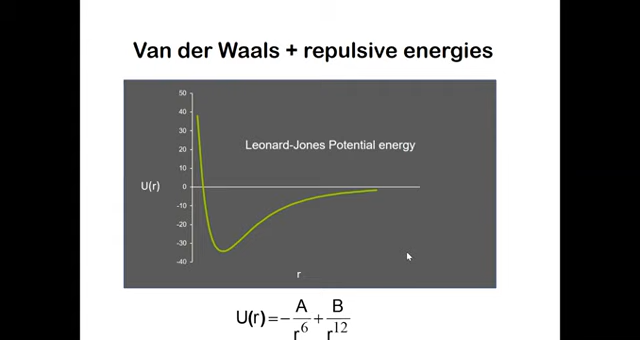 Van der Waals + repulsive energies
50
40
30
Leonard-Jones Potential energy
20
10
U(r)
0
-10
-20
-30
-40
r
U(r) = - A/r^6 + B/r^12